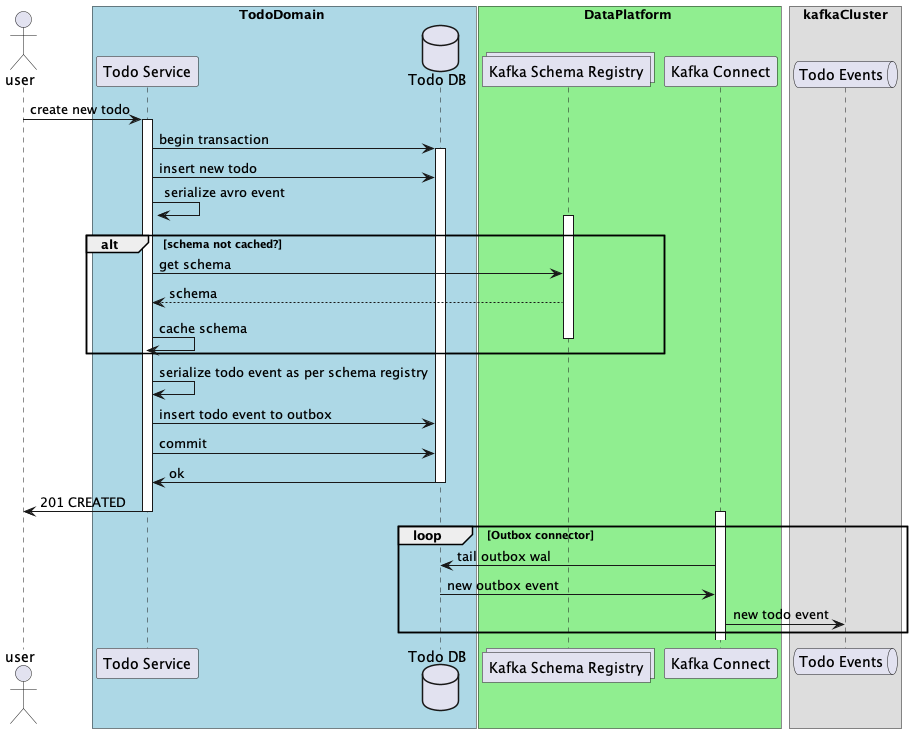 TodoDomain
DataPlatform
kafkaCluster
user
Todo Service
Todo DB
Kafka Schema Registry
Kafka Connect
Todo Events
create new todo
begin transaction
insert new todo
serialize avro event
alt
[schema not cached?]
get schema
schema
cache schema
serialize todo event as per schema registry
insert todo event to outbox
commit
ok
201 CREATED
loop
[Outbox connector]
tail outbox wal
new outbox event
new todo event
user
Todo Service
Todo DB
Kafka Schema Registry
Kafka Connect
Todo Events